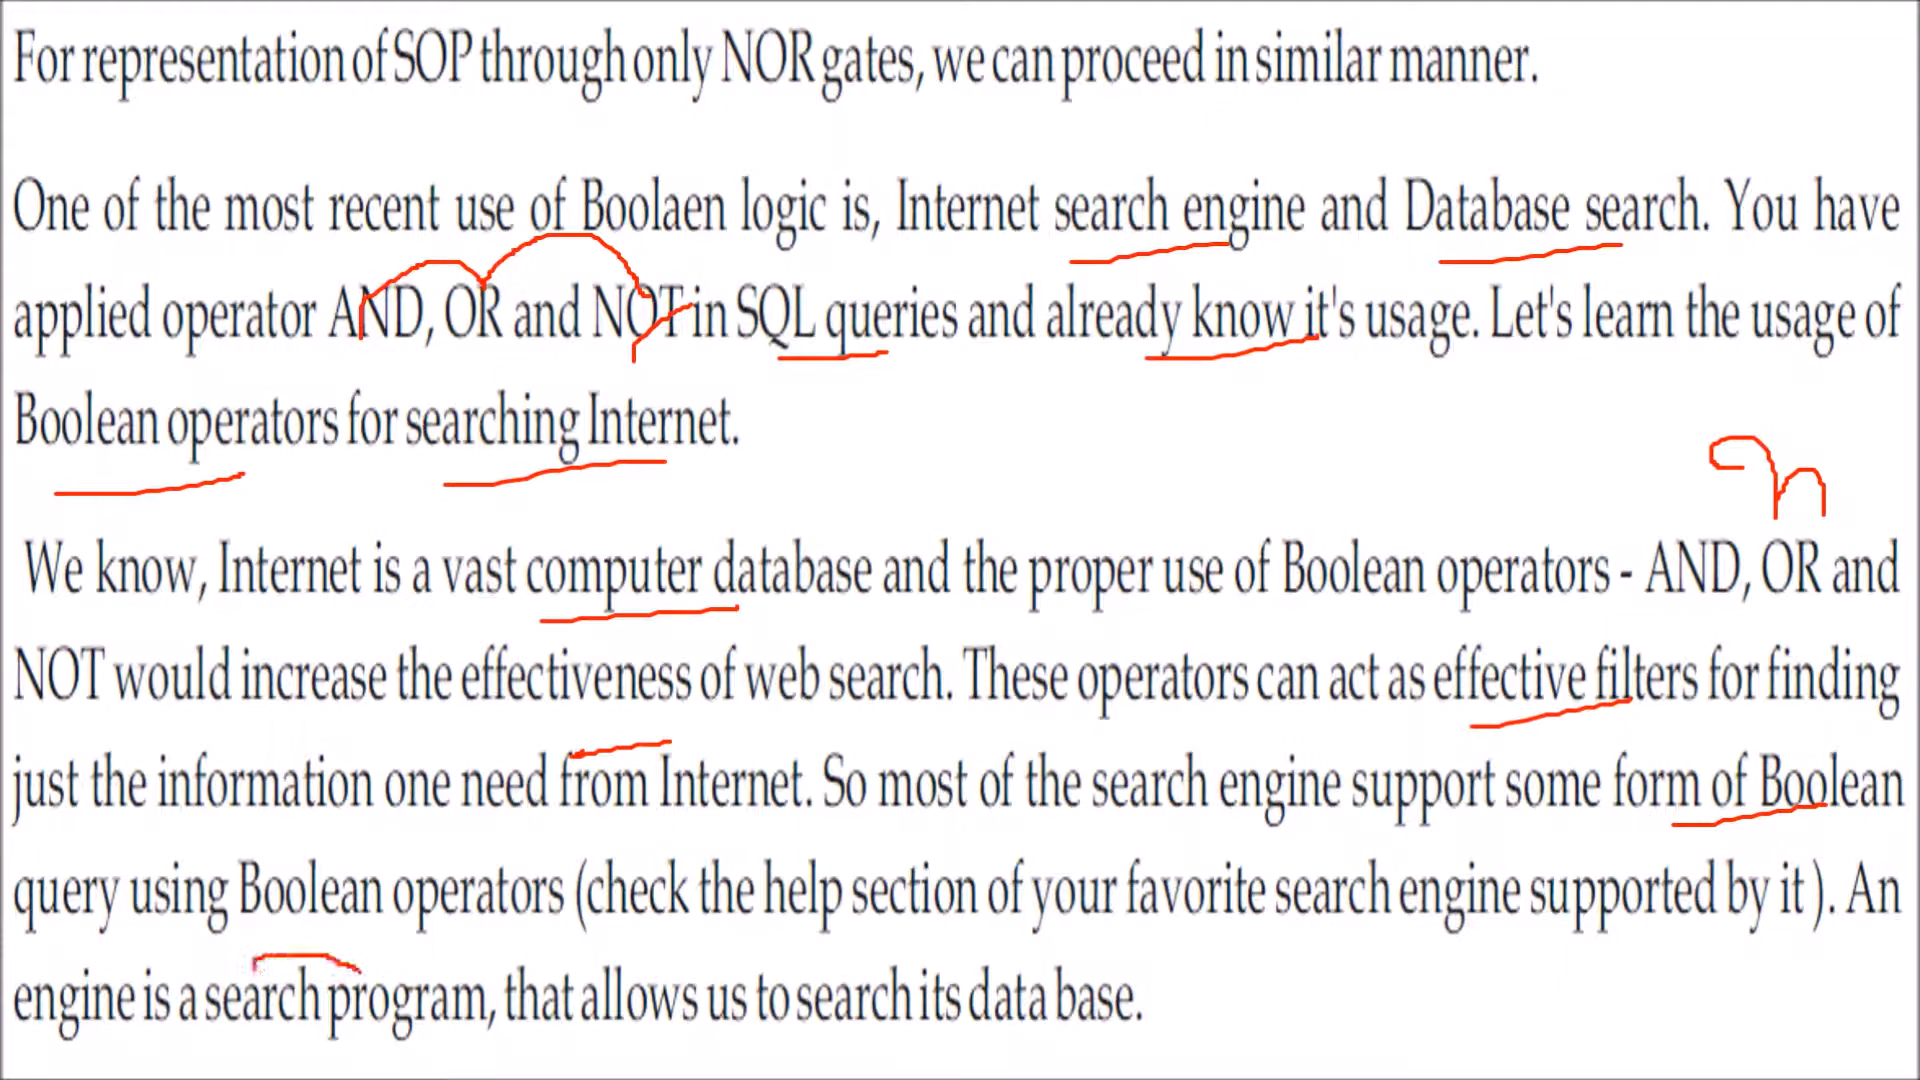 For representation of SOP through only NOR gates, we can proceed in similar manner.
One of the most recent use of Boolaen logic is, Internet search engine and Database search. You have
applied operator AND, OR and NOT in SQL queries and already know it's usage. Let's learn the usage of
Boolean operators for searching Internet.
We know, Internet is a vast computer database and the proper use of Boolean operators - AND, OR and
NOT would increase the effectiveness of web search. These operators can act as effective filters for finding
just the information one need from Internet. So most of the search engine support some form of Boolean
query using Boolean operators (check the help section of your favorite search engine supported by it ). An
engine is a search program, that allows us to search its data base.